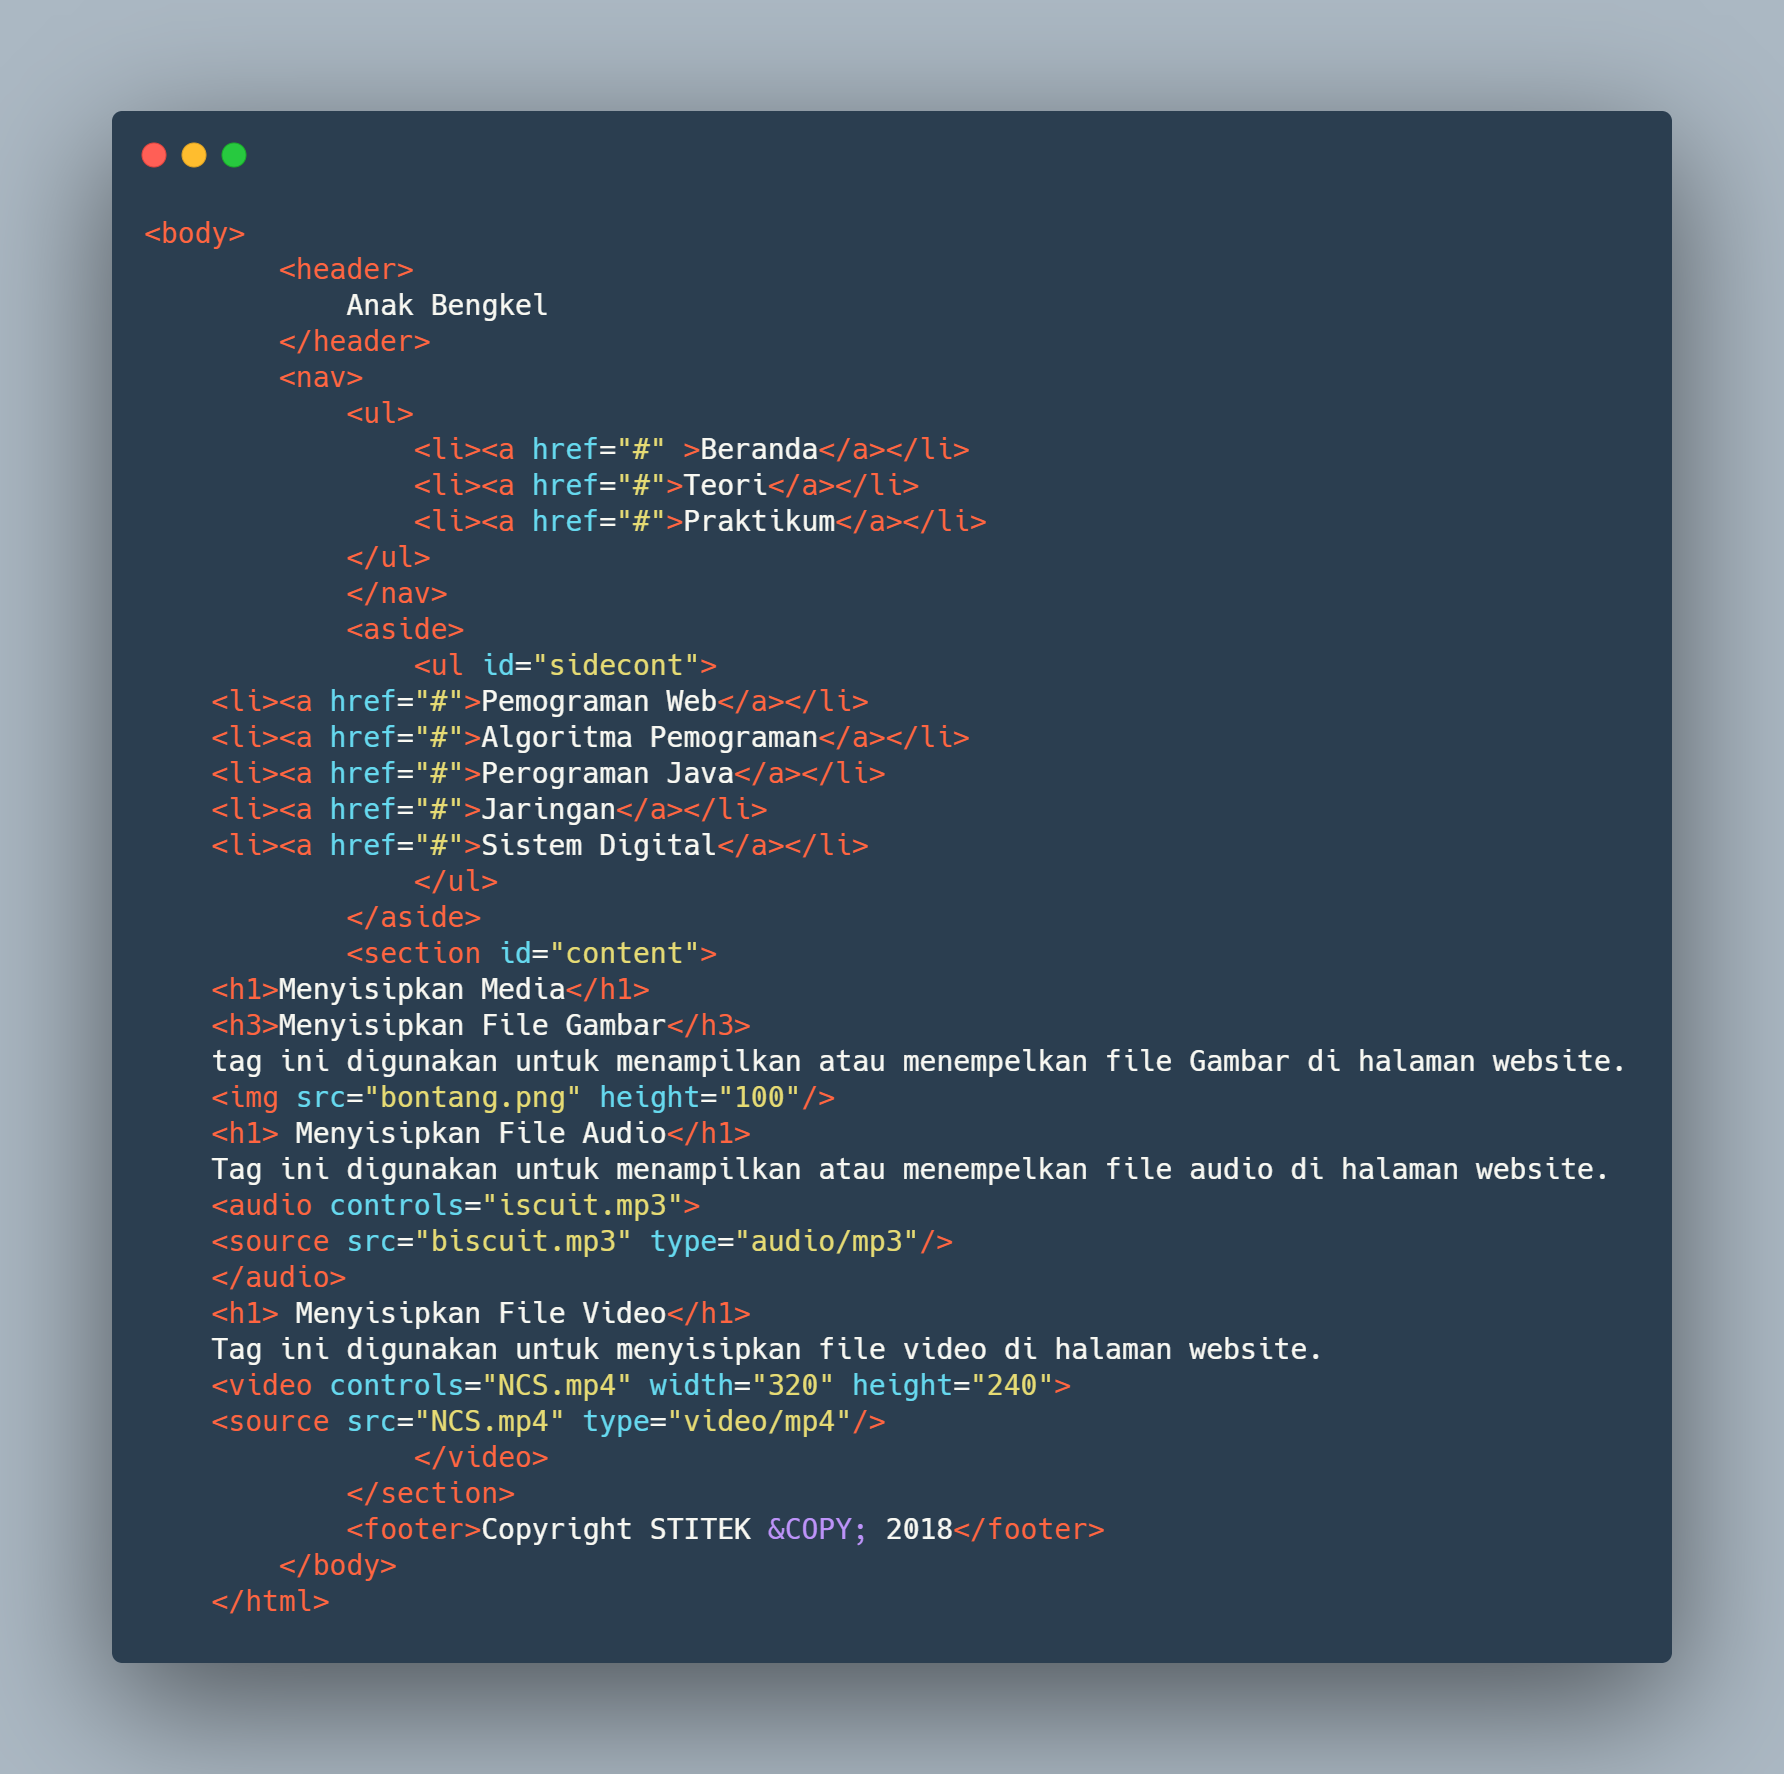 <body>
        <header>
            Anak Bengkel
        </header>
        <nav>
            <ul>
                <li><a href="#" >Beranda</a></li>
                <li><a href="#">Teori</a></li>
                <li><a href="#">Praktikum</a></li>
            </ul>
            </nav>
            <aside>
                <ul id="sidecont">
    <li><a href="#">Pemograman Web</a></li>
    <li><a href="#">Algoritma Pemograman</a></li>
    <li><a href="#">Perograman Java</a></li>
    <li><a href="#">Jaringan</a></li>
    <li><a href="#">Sistem Digital</a></li>
                </ul>
            </aside>
            <section id="content">
    <h1>Menyisipkan Media</h1>
    <h3>Menyisipkan File Gambar</h3>
    tag ini digunakan untuk menampilkan atau menempelkan file Gambar di halaman website.
    <img src="bontang.png" height="100"/>
    <h1> Menyisipkan File Audio</h1>
    Tag ini digunakan untuk menampilkan atau menempelkan file audio di halaman website.
    <audio controls="iscuit.mp3">
    <source src="biscuit.mp3" type="audio/mp3"/>
    </audio>
    <h1> Menyisipkan File Video</h1>
    Tag ini digunakan untuk menyisipkan file video di halaman website.
    <video controls="NCS.mp4" width="320" height="240">
    <source src="NCS.mp4" type="video/mp4"/>
                </video>
            </section>
            <footer>Copyright STITEK &COPY; 2018</footer>
        </body>
    </html>